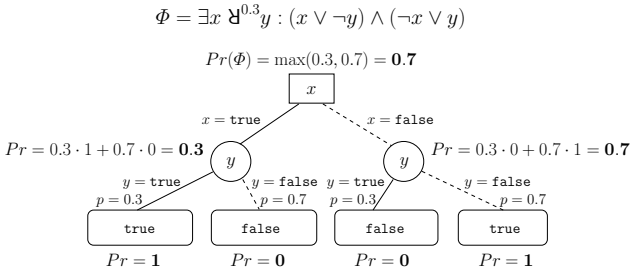 Φ = ∃x ꓤ^0.3 y : (x ∨ ¬y) ∧ (¬x ∨ y)
Pr(Φ) = max(0.3, 0.7) = 0.7
x
x = true x = false
Pr = 0.3 · 1 + 0.7 · 0 = 0.3 y y Pr = 0.3 · 0 + 0.7 · 1 = 0.7
y = true y = false y = true y = false
p = 0.3 p = 0.7 p = 0.3 p = 0.7
true false false true
Pr = 1 Pr = 0 Pr = 0 Pr = 1